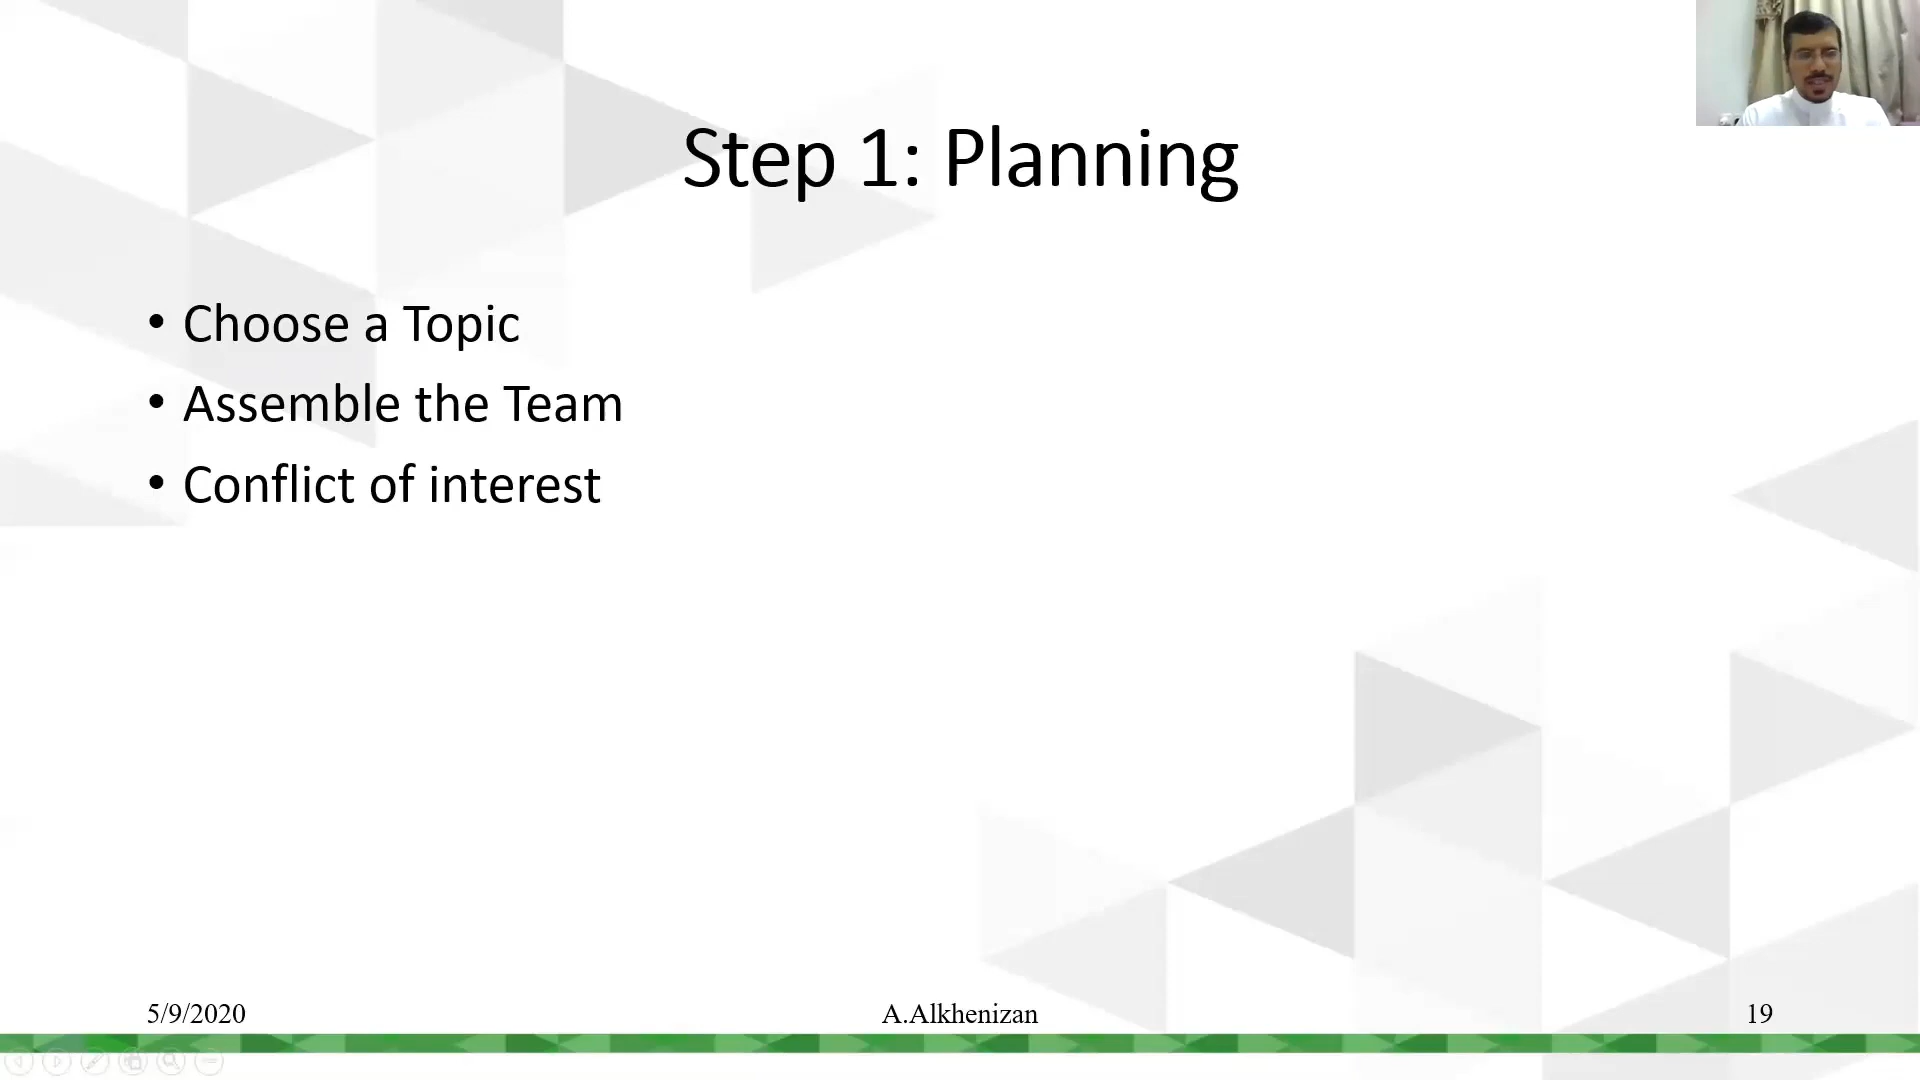 Step 1: Planning
• Choose a Topic
• Assemble the Team
• Conflict of interest
5/9/2020
A.Alkhenizan
19